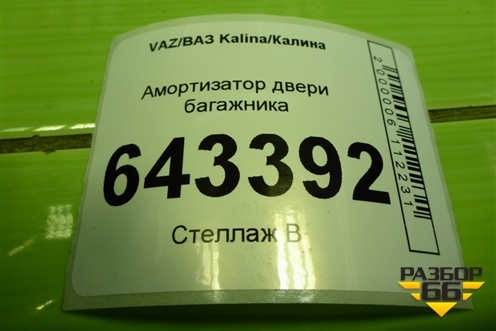 VAZ/ВАЗ Kalina/Калина
Амортизатор двери
багажника
643392
Стеллаж В
2000006112231
РАЗБОР
66